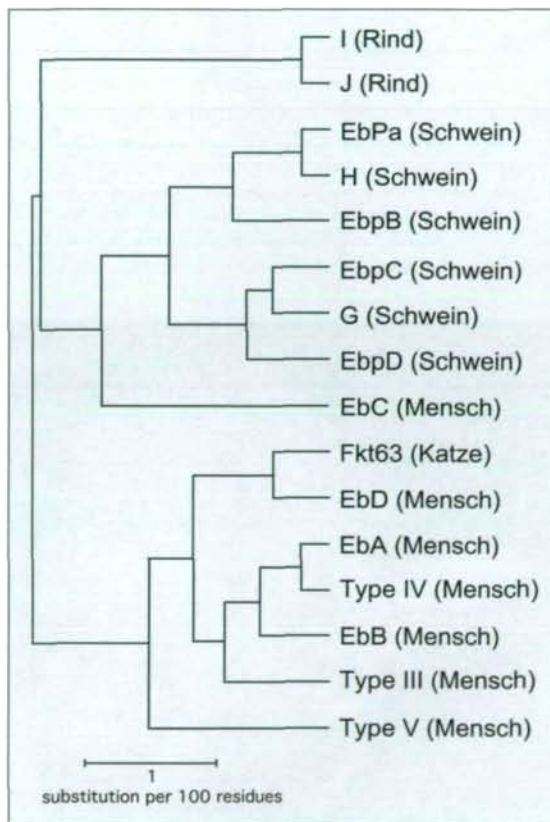 I (Rind)
J (Rind)
EbPa (Schwein)
H (Schwein)
EbpB (Schwein)
EbpC (Schwein)
G (Schwein)
EbpD (Schwein)
EbC (Mensch)
Fkt63 (Katze)
EbD (Mensch)
EbA (Mensch)
Type IV (Mensch)
EbB (Mensch)
Type III (Mensch)
Type V (Mensch)
1
substitution per 100 residues